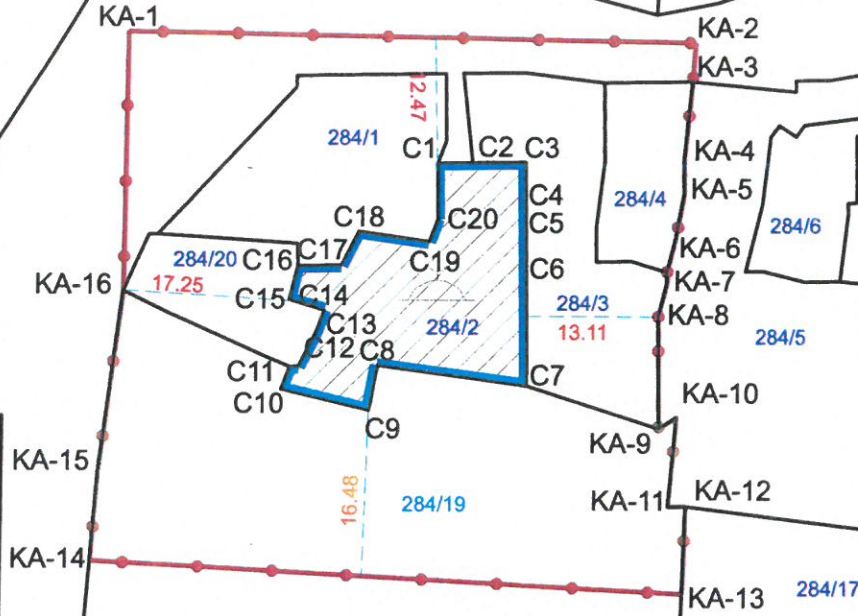 KA-1
KA-2
KA-3
12.47
284/1
C1
C2
C3
KA-4
C4
KA-5
284/4
C5
C18
C20
284/6
KA-6
284/20
C16
C17
C19
C6
KA-7
KA-16
17.25
C15
C14
284/3
KA-8
C13
284/2
13.11
284/5
C12
C8
C11
C7
C10
KA-10
C9
KA-9
KA-15
16.48
284/19
KA-11
KA-12
KA-14
KA-13
284/17